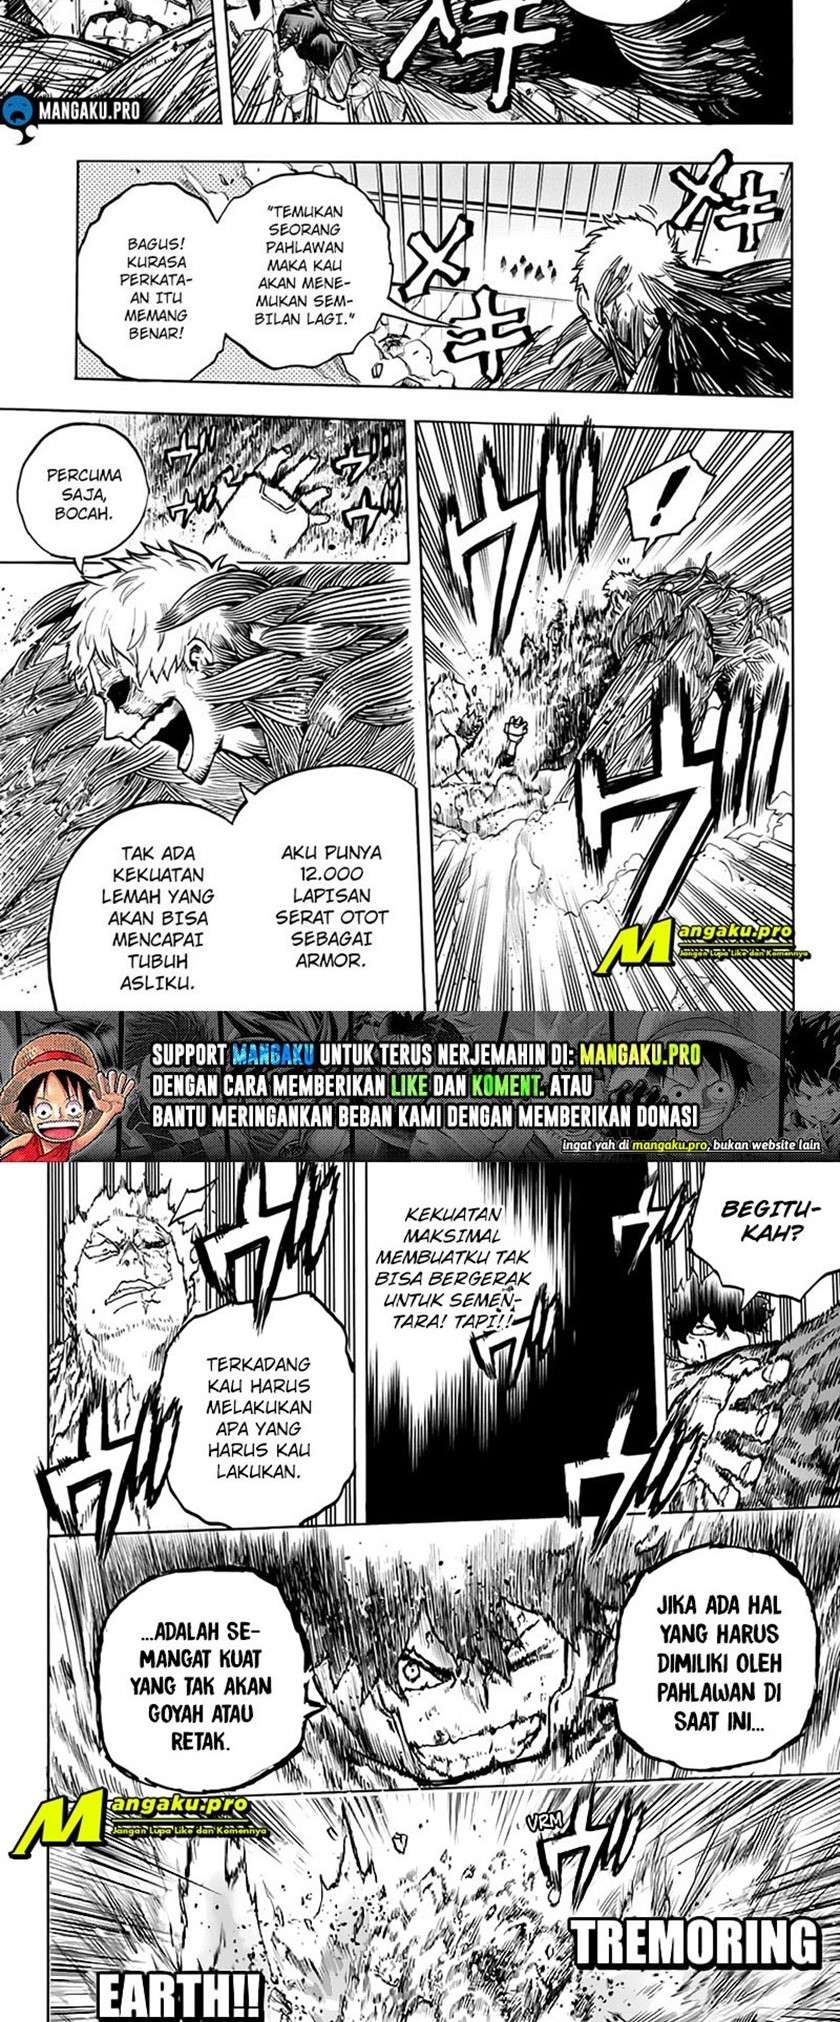 MANGAKU.PRO
メキ
メキ
"TEMUKAN
SEORANG
PAHLAWAN
MAKA KAU
AKAN MENE-
MUKAN SEM-
BILAN LAGI."
BAGUS!
KURASA
PERKATA-
AN ITU
MEMANG
BENAR!
!
ヴヴ
PERCUMA
SAJA,
BOCAH.
AKU PUNYA
12.000
LAPISAN
SERAT OTOT
SEBAGAI
ARMOR.
TAK ADA
KEKUATAN
LEMAH YANG
AKAN BISA
MENCAPAI
TUBUH
ASLIKU.
Mangaku.pro
Jangan Lupa Like dan Komennya
SUPPORT MANGAKU UNTUK TERUS NERJEMAHIN DI: MANGAKU.PRO
DENGAN CARA MEMBERIKAN LIKE DAN KOMENT. ATAU
BANTU MERINGANKAN BEBAN KAMI DENGAN MEMBERIKAN DONASI
ingat yah di mangaku.pro, bukan website lain
BEGITU-
KAH?
KEKUATAN
MAKSIMAL
MEMBUATKU TAK
BISA BERGERAK
UNTUK SEMEN-
TARA! TAPI!!
TERKADANG
KAU HARUS
MELAKUKAN
APA YANG
HARUS KAU
LAKUKAN.
JIKA ADA HAL
YANG HARUS
DIMILIKI OLEH
PAHLAWAN DI
SAAT INI...
...ADALAH SE-
MANGAT KUAT
YANG TAK AKAN
GOYAH ATAU
RETAK.
Mangaku.pro
Jangan Lupa Like dan Komennya
VRM
TREMORING
EARTH!!